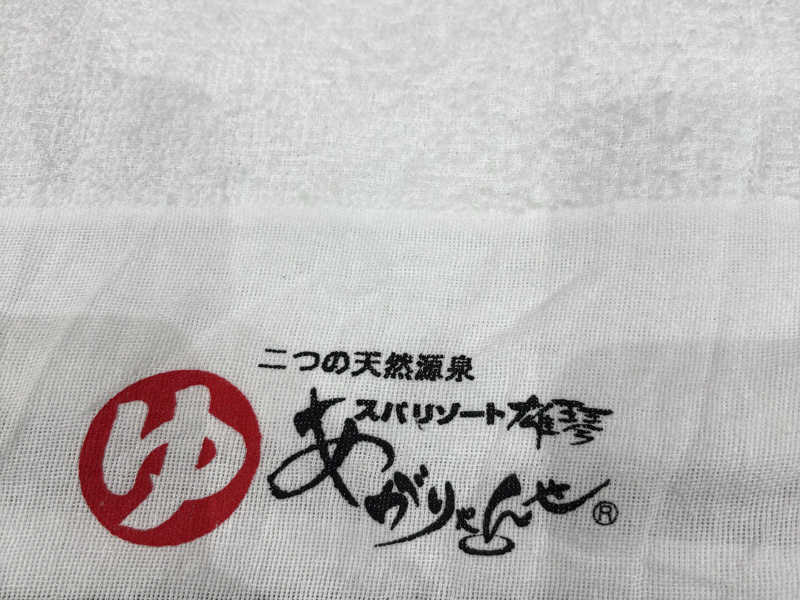 二つの天然源泉
ゆ
スパリゾート雄琴
あがりゃんせ®